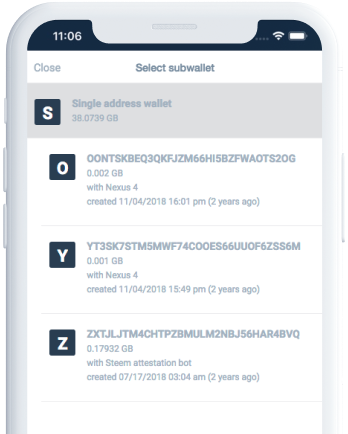 11:06
Close Select subwallet
S Single address wallet
38.0739 GB
O OONTSKBEQ3QKFJZM66HI5BZFWAOTS2OG
0.002 GB
with Nexus 4
created 11/04/2018 16:01 pm (2 years ago)
Y YT3SK7STM5MWF74COOES66UUOF6ZSS6M
0.001 GB
with Nexus 4
created 11/04/2018 15:49 pm (2 years ago)
Z ZXTJLJTM4CHTPZBMULM2NBJ56HAR4BVQ
0.17932 GB
with Steem attestation bot
created 07/17/2018 03:04 am (2 years ago)